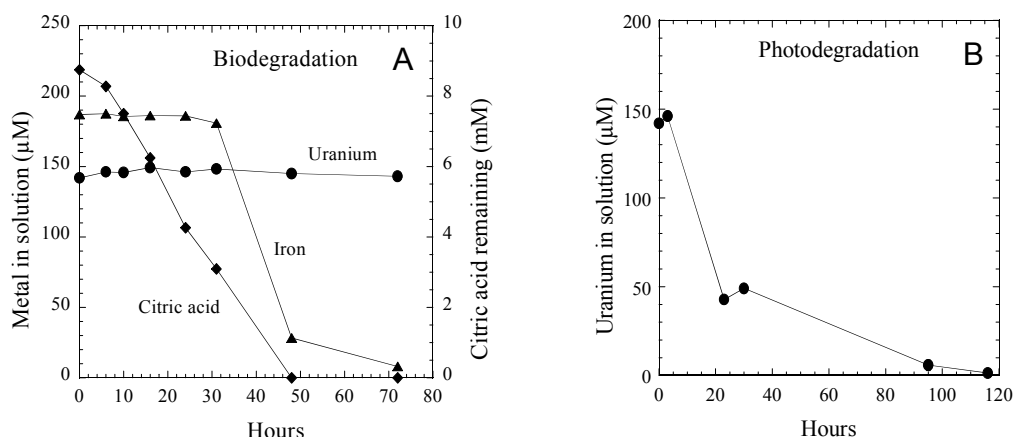 Biodegradation A
Metal in solution (µM)
250
200
150
100
50
0
Uranium
Iron
Citric acid
10
8
6
4
2
0
Citric acid remaining (mM)
0 10 20 30 40 50 60 70 80
Hours
Photodegradation B
Uranium in solution (µM)
200
150
100
50
0
0 20 40 60 80 100 120
Hours